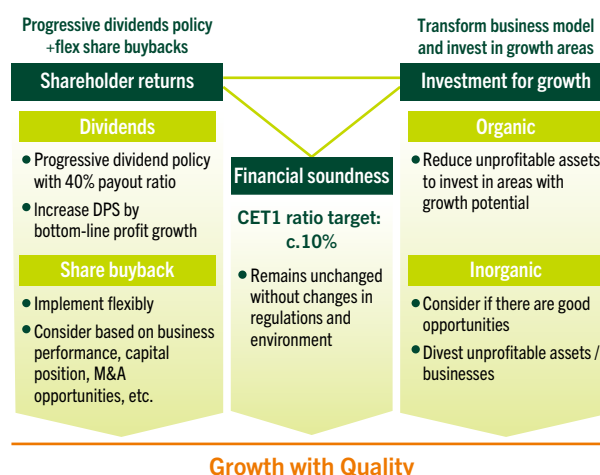 Progressive dividends policy
+flex share buybacks
Shareholder returns
Dividends
• Progressive dividend policy
with 40% payout ratio
• Increase DPS by
bottom-line profit growth
Share buyback
• Implement flexibly
• Consider based on business
performance, capital
position, M&A
opportunities, etc.
Financial soundness
CET1 ratio target:
c.10%
• Remains unchanged
without changes in
regulations and
environment
Transform business model
and invest in growth areas
Investment for growth
Organic
• Reduce unprofitable assets
to invest in areas with
growth potential
Inorganic
• Consider if there are good
opportunities
• Divest unprofitable assets /
businesses
Growth with Quality